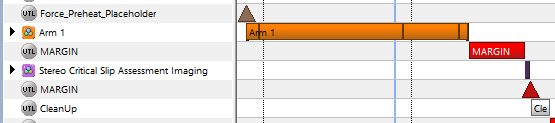 UTL Force_Preheat_Placeholder
Arm 1 Arm 1
UTL MARGIN MARGIN
Stereo Critical Slip Assessment Imaging
UTL MARGIN
UTL CleanUp Cle